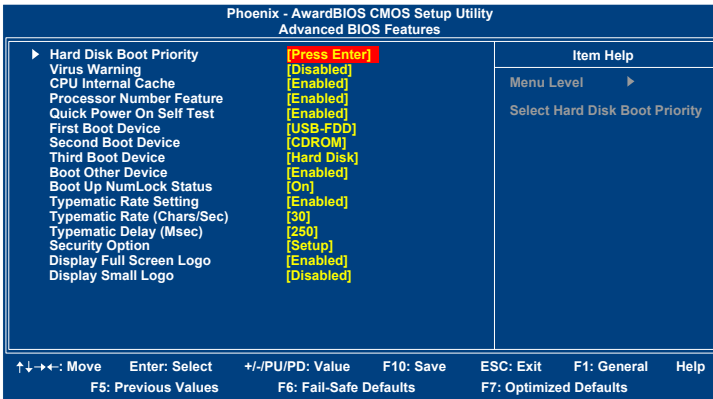 Phoenix - AwardBIOS CMOS Setup Utility
Advanced BIOS Features
Hard Disk Boot Priority [Press Enter]
Virus Warning [Disabled]
CPU Internal Cache [Enabled]
Processor Number Feature [Enabled]
Quick Power On Self Test [Enabled]
First Boot Device [USB-FDD]
Second Boot Device [CDROM]
Third Boot Device [Hard Disk]
Boot Other Device [Enabled]
Boot Up NumLock Status [On]
Typematic Rate Setting [Enabled]
Typematic Rate (Chars/Sec) [30]
Typematic Delay (Msec) [250]
Security Option [Setup]
Display Full Screen Logo [Enabled]
Display Small Logo [Disabled]
Item Help
Menu Level
Select Hard Disk Boot Priority
↑↓→←: Move Enter: Select +/-/PU/PD: Value F10: Save ESC: Exit F1: General Help
F5: Previous Values F6: Fail-Safe Defaults F7: Optimized Defaults